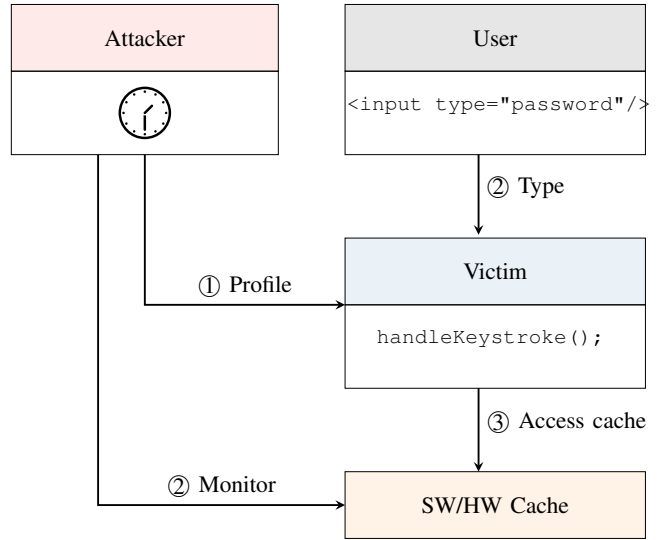 Attacker
User
<input type="password"/>
② Type
Victim
① Profile
handleKeystroke();
③ Access cache
② Monitor
SW/HW Cache